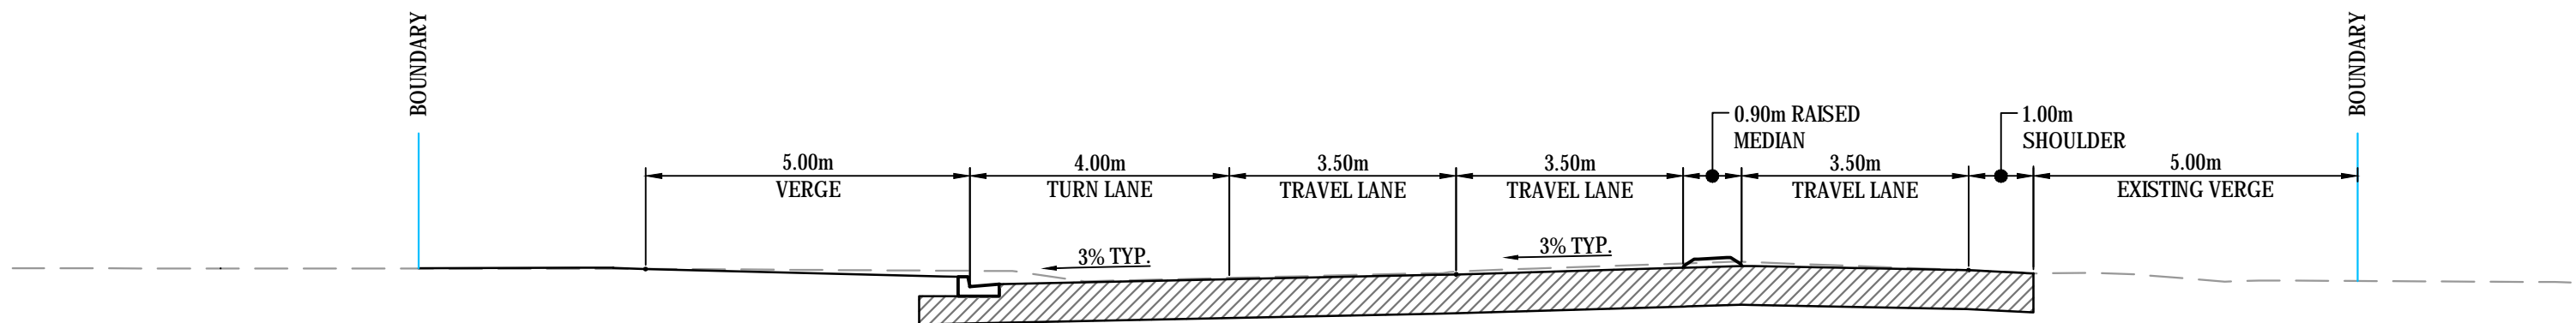 BOUNDARY
BOUNDARY
0.90m RAISED
MEDIAN
1.00m
SHOULDER
5.00m
VERGE
4.00m
TURN LANE
3.50m
TRAVEL LANE
3.50m
TRAVEL LANE
3.50m
TRAVEL LANE
5.00m
EXISTING VERGE
3% TYP.
3% TYP.